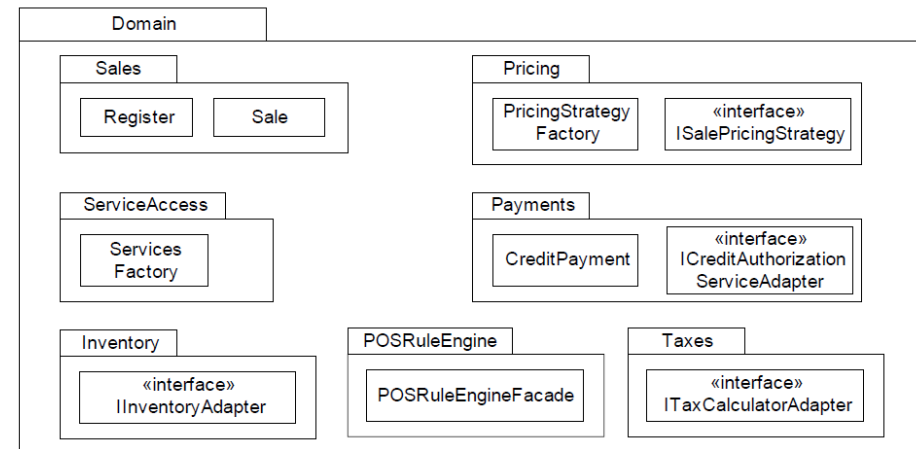 Domain
Sales
Register
Sale
Pricing
PricingStrategy
Factory
«interface»
ISalePricingStrategy
ServiceAccess
Services
Factory
Payments
CreditPayment
«interface»
ICreditAuthorization
ServiceAdapter
Inventory
«interface»
IInventoryAdapter
POSRuleEngine
POSRuleEngineFacade
Taxes
«interface»
ITaxCalculatorAdapter